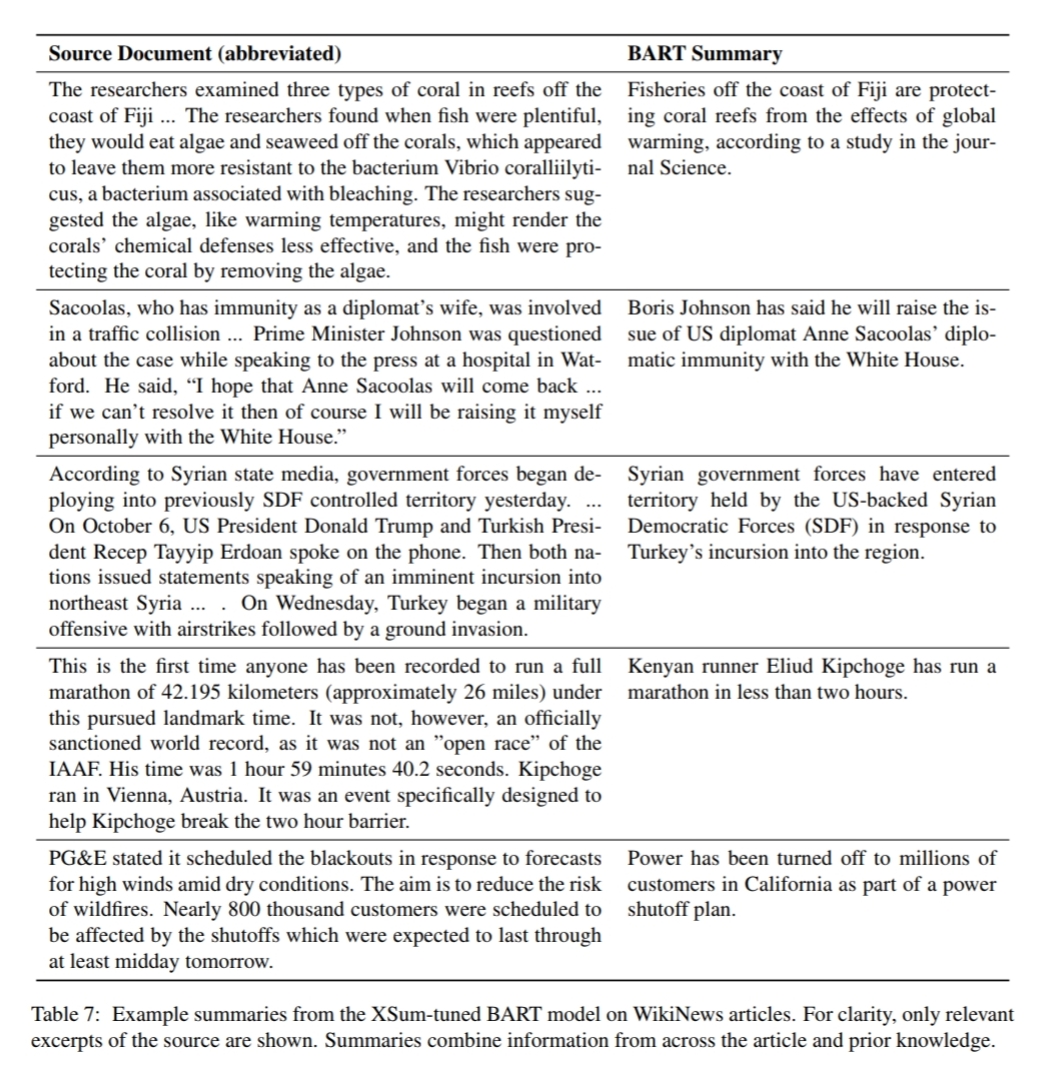 Source Document (abbreviated) BART Summary
The researchers examined three types of coral in reefs off the
coast of Fiji ... The researchers found when fish were plentiful,
they would eat algae and seaweed off the corals, which appeared
to leave them more resistant to the bacterium Vibrio coralliilyti-
cus, a bacterium associated with bleaching. The researchers sug-
gested the algae, like warming temperatures, might render the
corals’ chemical defenses less effective, and the fish were pro-
tecting the coral by removing the algae.
Fisheries off the coast of Fiji are protect-
ing coral reefs from the effects of global
warming, according to a study in the jour-
nal Science.
Sacoolas, who has immunity as a diplomat’s wife, was involved
in a traffic collision ... Prime Minister Johnson was questioned
about the case while speaking to the press at a hospital in Wat-
ford. He said, “I hope that Anne Sacoolas will come back ...
if we can’t resolve it then of course I will be raising it myself
personally with the White House.”
Boris Johnson has said he will raise the is-
sue of US diplomat Anne Sacoolas’ diplo-
matic immunity with the White House.
According to Syrian state media, government forces began de-
ploying into previously SDF controlled territory yesterday. ...
On October 6, US President Donald Trump and Turkish Presi-
dent Recep Tayyip Erdoan spoke on the phone. Then both na-
tions issued statements speaking of an imminent incursion into
northeast Syria ... . On Wednesday, Turkey began a military
offensive with airstrikes followed by a ground invasion.
Syrian government forces have entered
territory held by the US-backed Syrian
Democratic Forces (SDF) in response to
Turkey’s incursion into the region.
This is the first time anyone has been recorded to run a full
marathon of 42.195 kilometers (approximately 26 miles) under
this pursued landmark time. It was not, however, an officially
sanctioned world record, as it was not an ”open race” of the
IAAF. His time was 1 hour 59 minutes 40.2 seconds. Kipchoge
ran in Vienna, Austria. It was an event specifically designed to
help Kipchoge break the two hour barrier.
Kenyan runner Eliud Kipchoge has run a
marathon in less than two hours.
PG&E stated it scheduled the blackouts in response to forecasts
for high winds amid dry conditions. The aim is to reduce the risk
of wildfires. Nearly 800 thousand customers were scheduled to
be affected by the shutoffs which were expected to last through
at least midday tomorrow.
Power has been turned off to millions of
customers in California as part of a power
shutoff plan.
Table 7: Example summaries from the XSum-tuned BART model on WikiNews articles. For clarity, only relevant
excerpts of the source are shown. Summaries combine information from across the article and prior knowledge.